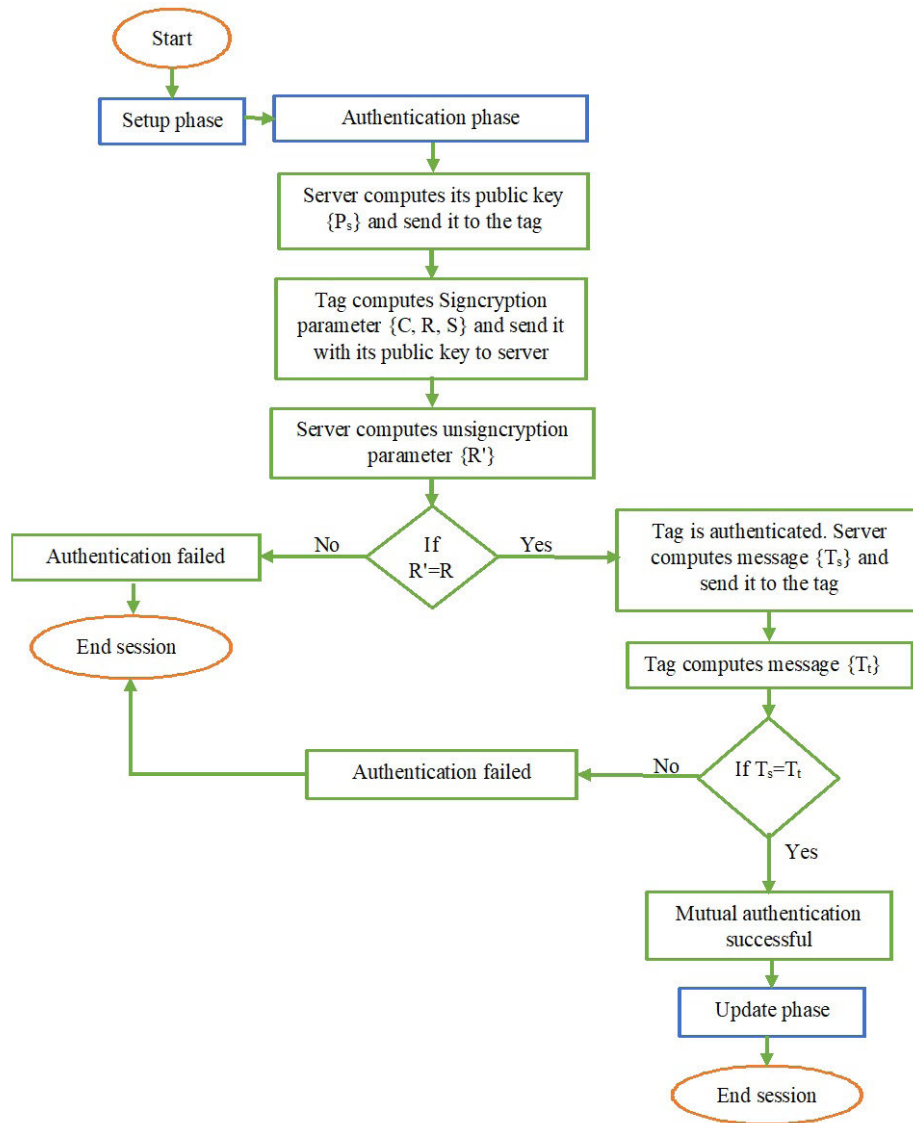 Start
Setup phase
Authentication phase
Server computes its public key
{Pₛ} and send it to the tag
Tag computes Signcryption
parameter {C, R, S} and send it
with its public key to server
Server computes unsigncryption
parameter {R'}
If
R'=R
No
Yes
Authentication failed
End session
Tag is authenticated. Server
computes message {Tₛ} and
send it to the tag
Tag computes message {Tₜ}
If Tₛ=Tₜ
No
Authentication failed
Yes
Mutual authentication
successful
Update phase
End session